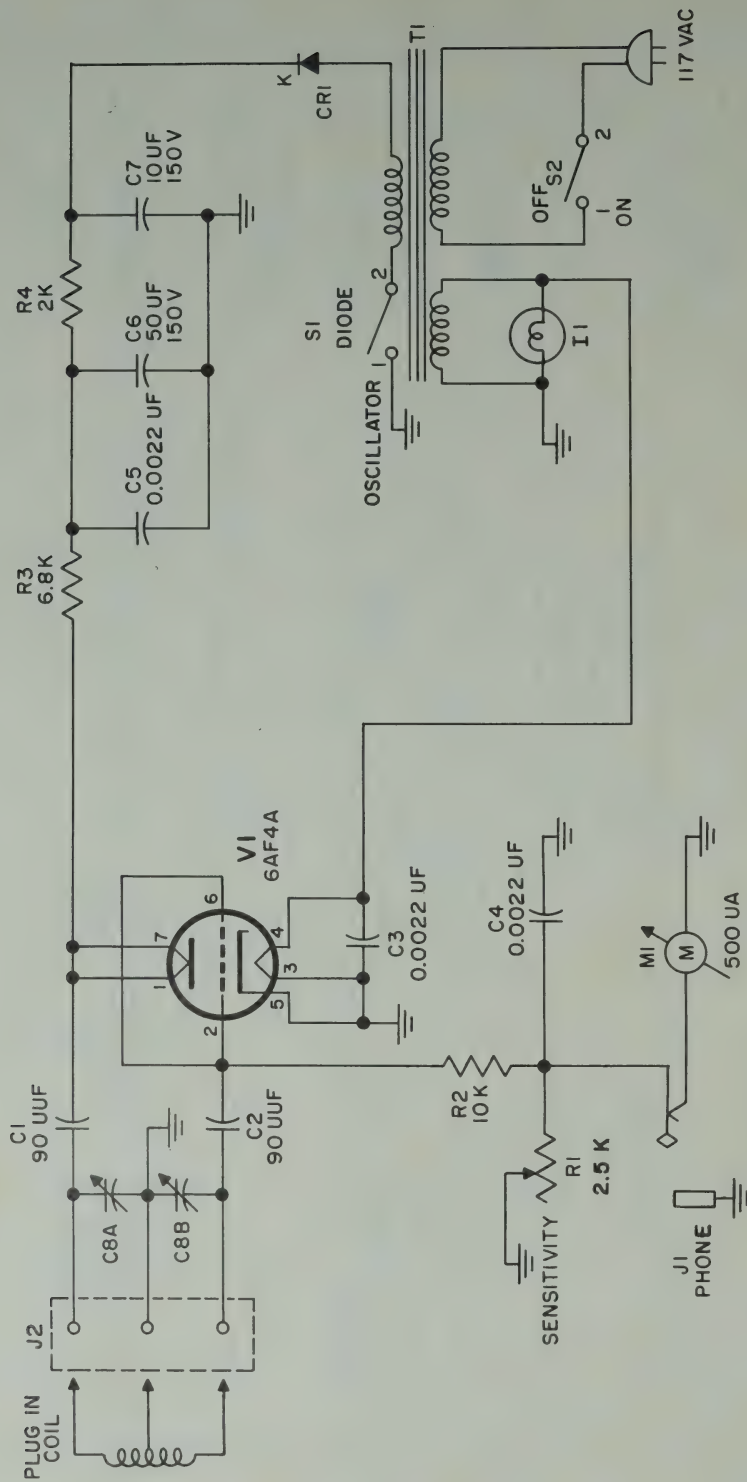 PLUG IN
COIL
J2
C8A
C8B
C1
90 UUF
C2
90 UUF
1
7
2
6
5
3
4
V1
6AF4A
C3
0.0022 UF
R3
6.8K
C5
0.0022 UF
C6
50 UF
150V
R4
2K
C7
10UF
150V
K
CR1
S1
DIODE
OSCILLATOR
1
2
T1
I1
OFF
S2
1
2
ON
117 VAC
R2
10K
C4
0.0022 UF
SENSITIVITY
R1
2.5 K
J1
PHONE
M1
M
500 UA